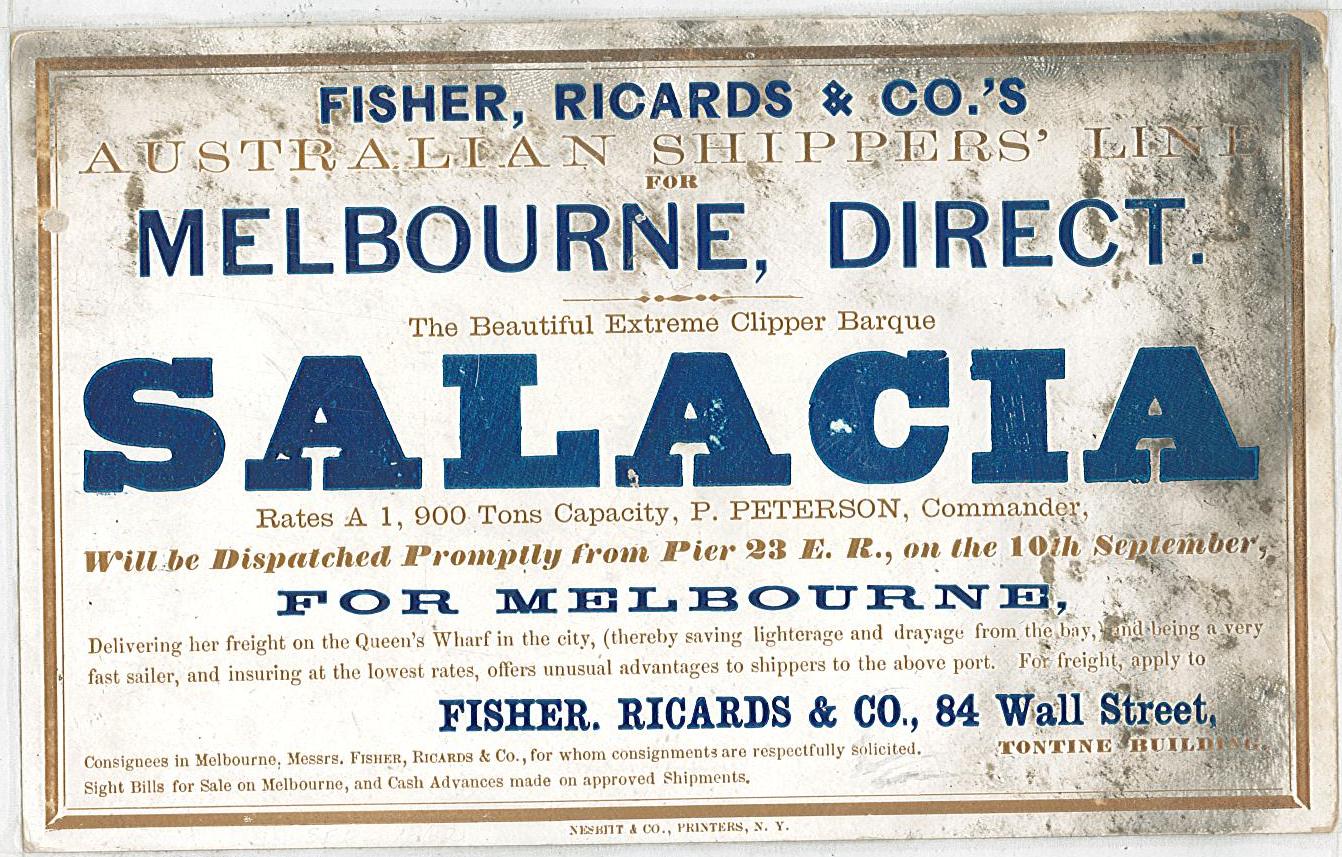 FISHER, RICARDS & CO.'S
AUSTRALIAN SHIPPERS' LINE
FOR
MELBOURNE, DIRECT.
The Beautiful Extreme Clipper Barque
SALACIA
Rates A 1, 900 Tons Capacity, P. PETERSON, Commander,
Will be Dispatched Promptly from Pier 23 E. R., on the 10th September,
FOR MELBOURNE,
Delivering her freight on the Queen's Wharf in the city, (thereby saving lighterage and drayage from the bay,) and being a very
fast sailer, and insuring at the lowest rates, offers unusual advantages to shippers to the above port. For freight, apply to
FISHER. RICARDS & CO., 84 Wall Street,
TONTINE BUILDING.
Consignees in Melbourne, Messrs. FISHER, RICARDS & Co., for whom consignments are respectfully solicited.
Sight Bills for Sale on Melbourne, and Cash Advances made on approved Shipments.
NESBITT & CO., PRINTERS, N. Y.